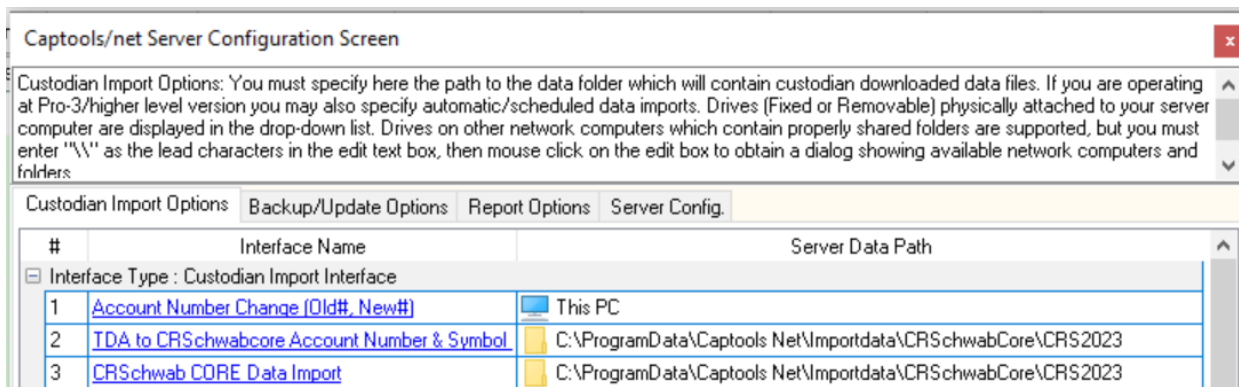 Captools/net Server Configuration Screen
x
Custodian Import Options: You must specify here the path to the data folder which will contain custodian downloaded data files. If you are operating
at Pro-3/higher level version you may also specify automatic/scheduled data imports. Drives (Fixed or Removable) physically attached to your server
computer are displayed in the drop-down list. Drives on other network computers which contain properly shared folders are supported, but you must
enter "\\" as the lead characters in the edit text box, then mouse click on the edit box to obtain a dialog showing available network computers and
folders
Custodian Import Options Backup/Update Options Report Options Server Config.
# Interface Name Server Data Path
Interface Type : Custodian Import Interface
1 Account Number Change (Old#, New#) This PC
2 TDA to CRSchwabcore Account Number & Symbol C:\ProgramData\Captools Net\Importdata\CRSchwabCore\CRS2023
3 CRSchwab CORE Data Import C:\ProgramData\Captools Net\Importdata\CRSchwabCore\CRS2023